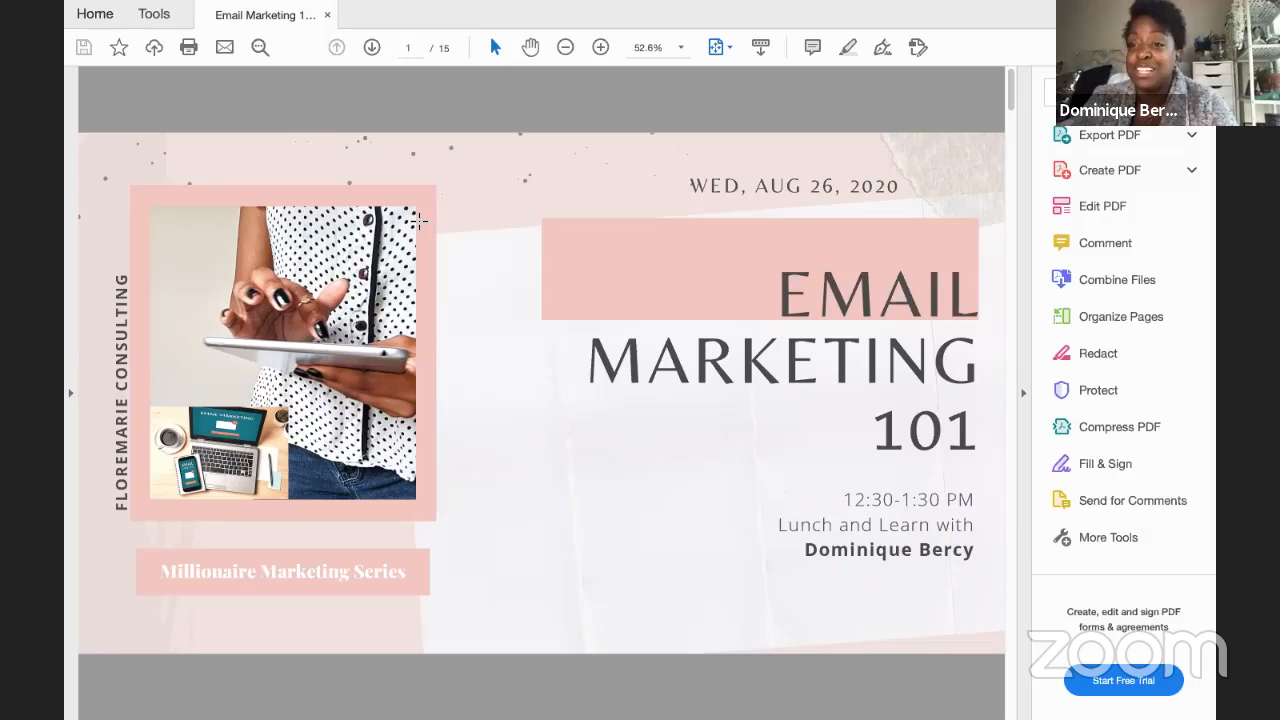 Home
Tools
Email Marketing 1...
1 / 15
52.6%
Dominique Ber...
Export PDF
Create PDF
Edit PDF
Comment
Combine Files
Organize Pages
Redact
Protect
Compress PDF
Fill & Sign
Send for Comments
More Tools
Create, edit and sign PDF
forms & agreements
Start Free Trial
zoom
WED, AUG 26, 2020
EMAIL
MARKETING
101
12:30-1:30 PM
Lunch and Learn with
Dominique Bercy
FLOREMARIE CONSULTING
EMAIL MARKETING
Millionaire Marketing Series